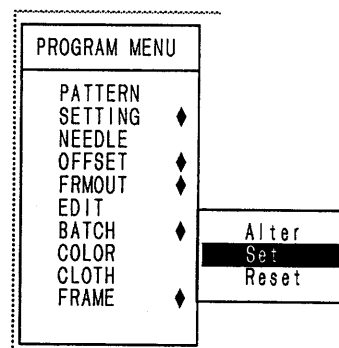 PROGRAM MENU
PATTERN
SETTING ♦
NEEDLE
OFFSET ♦
FRMOUT ♦
EDIT
BATCH ♦
COLOR
CLOTH
FRAME ♦
Alter
Set
Reset